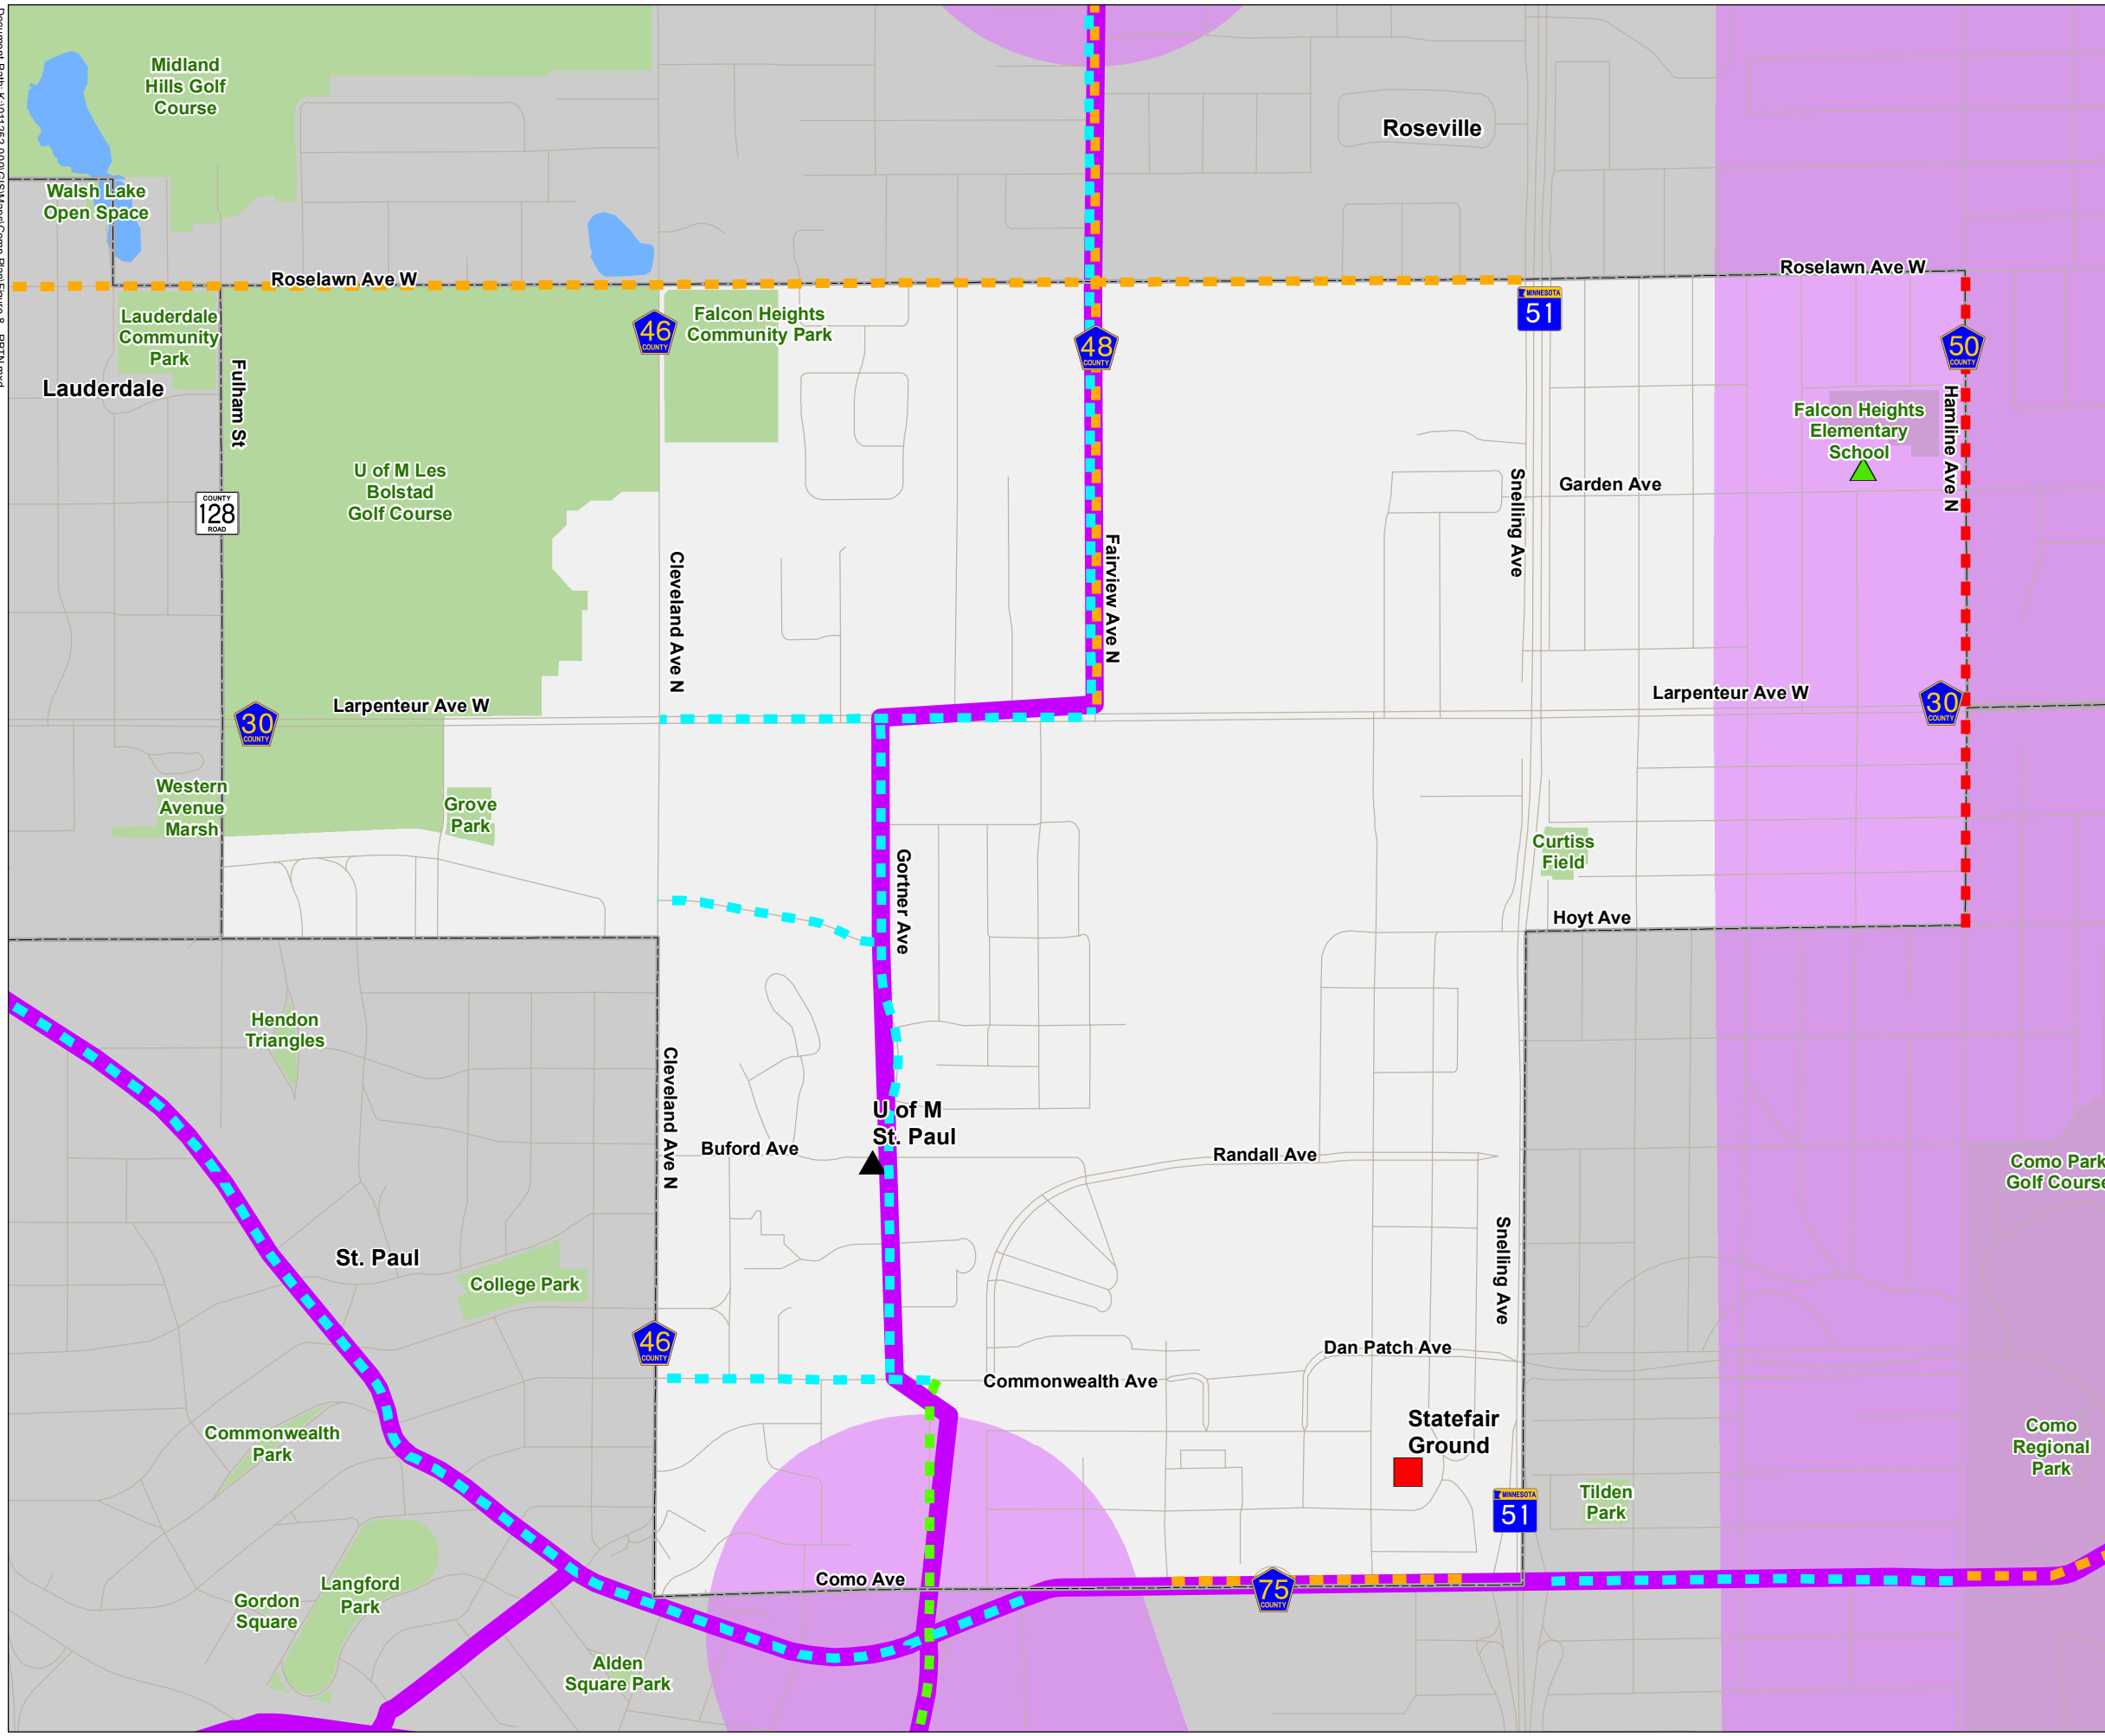 Midland
Hills Golf
Course
Roseville
Walsh Lake
Open Space
Roselawn Ave W
Roselawn Ave W
MINNESOTA
51
Lauderdale
Community
Park
46
COUNTY
Falcon Heights
Community Park
48
COUNTY
50
COUNTY
Lauderdale
Fulham St
Hamline Ave N
Falcon Heights
Elementary
School
U of M Les
Bolstad
Golf Course
Snelling Ave
Garden Ave
COUNTY
128
ROAD
Cleveland Ave N
Fairview Ave N
Larpenteur Ave W
Larpenteur Ave W
30
COUNTY
30
COUNTY
Western
Avenue
Marsh
Grove
Park
Curtiss
Field
Gortner Ave
Hoyt Ave
Hendon
Triangles
Cleveland Ave N
U of M
St. Paul
Buford Ave
Randall Ave
Como Park
Golf Course
St. Paul
College Park
Snelling Ave
46
COUNTY
Dan Patch Ave
Commonwealth Ave
Commonwealth
Park
Statefair
Ground
Como
Regional
Park
MINNESOTA
51
Tilden
Park
Como Ave
75
COUNTY
Langford
Park
Gordon
Square
Alden
Square Park